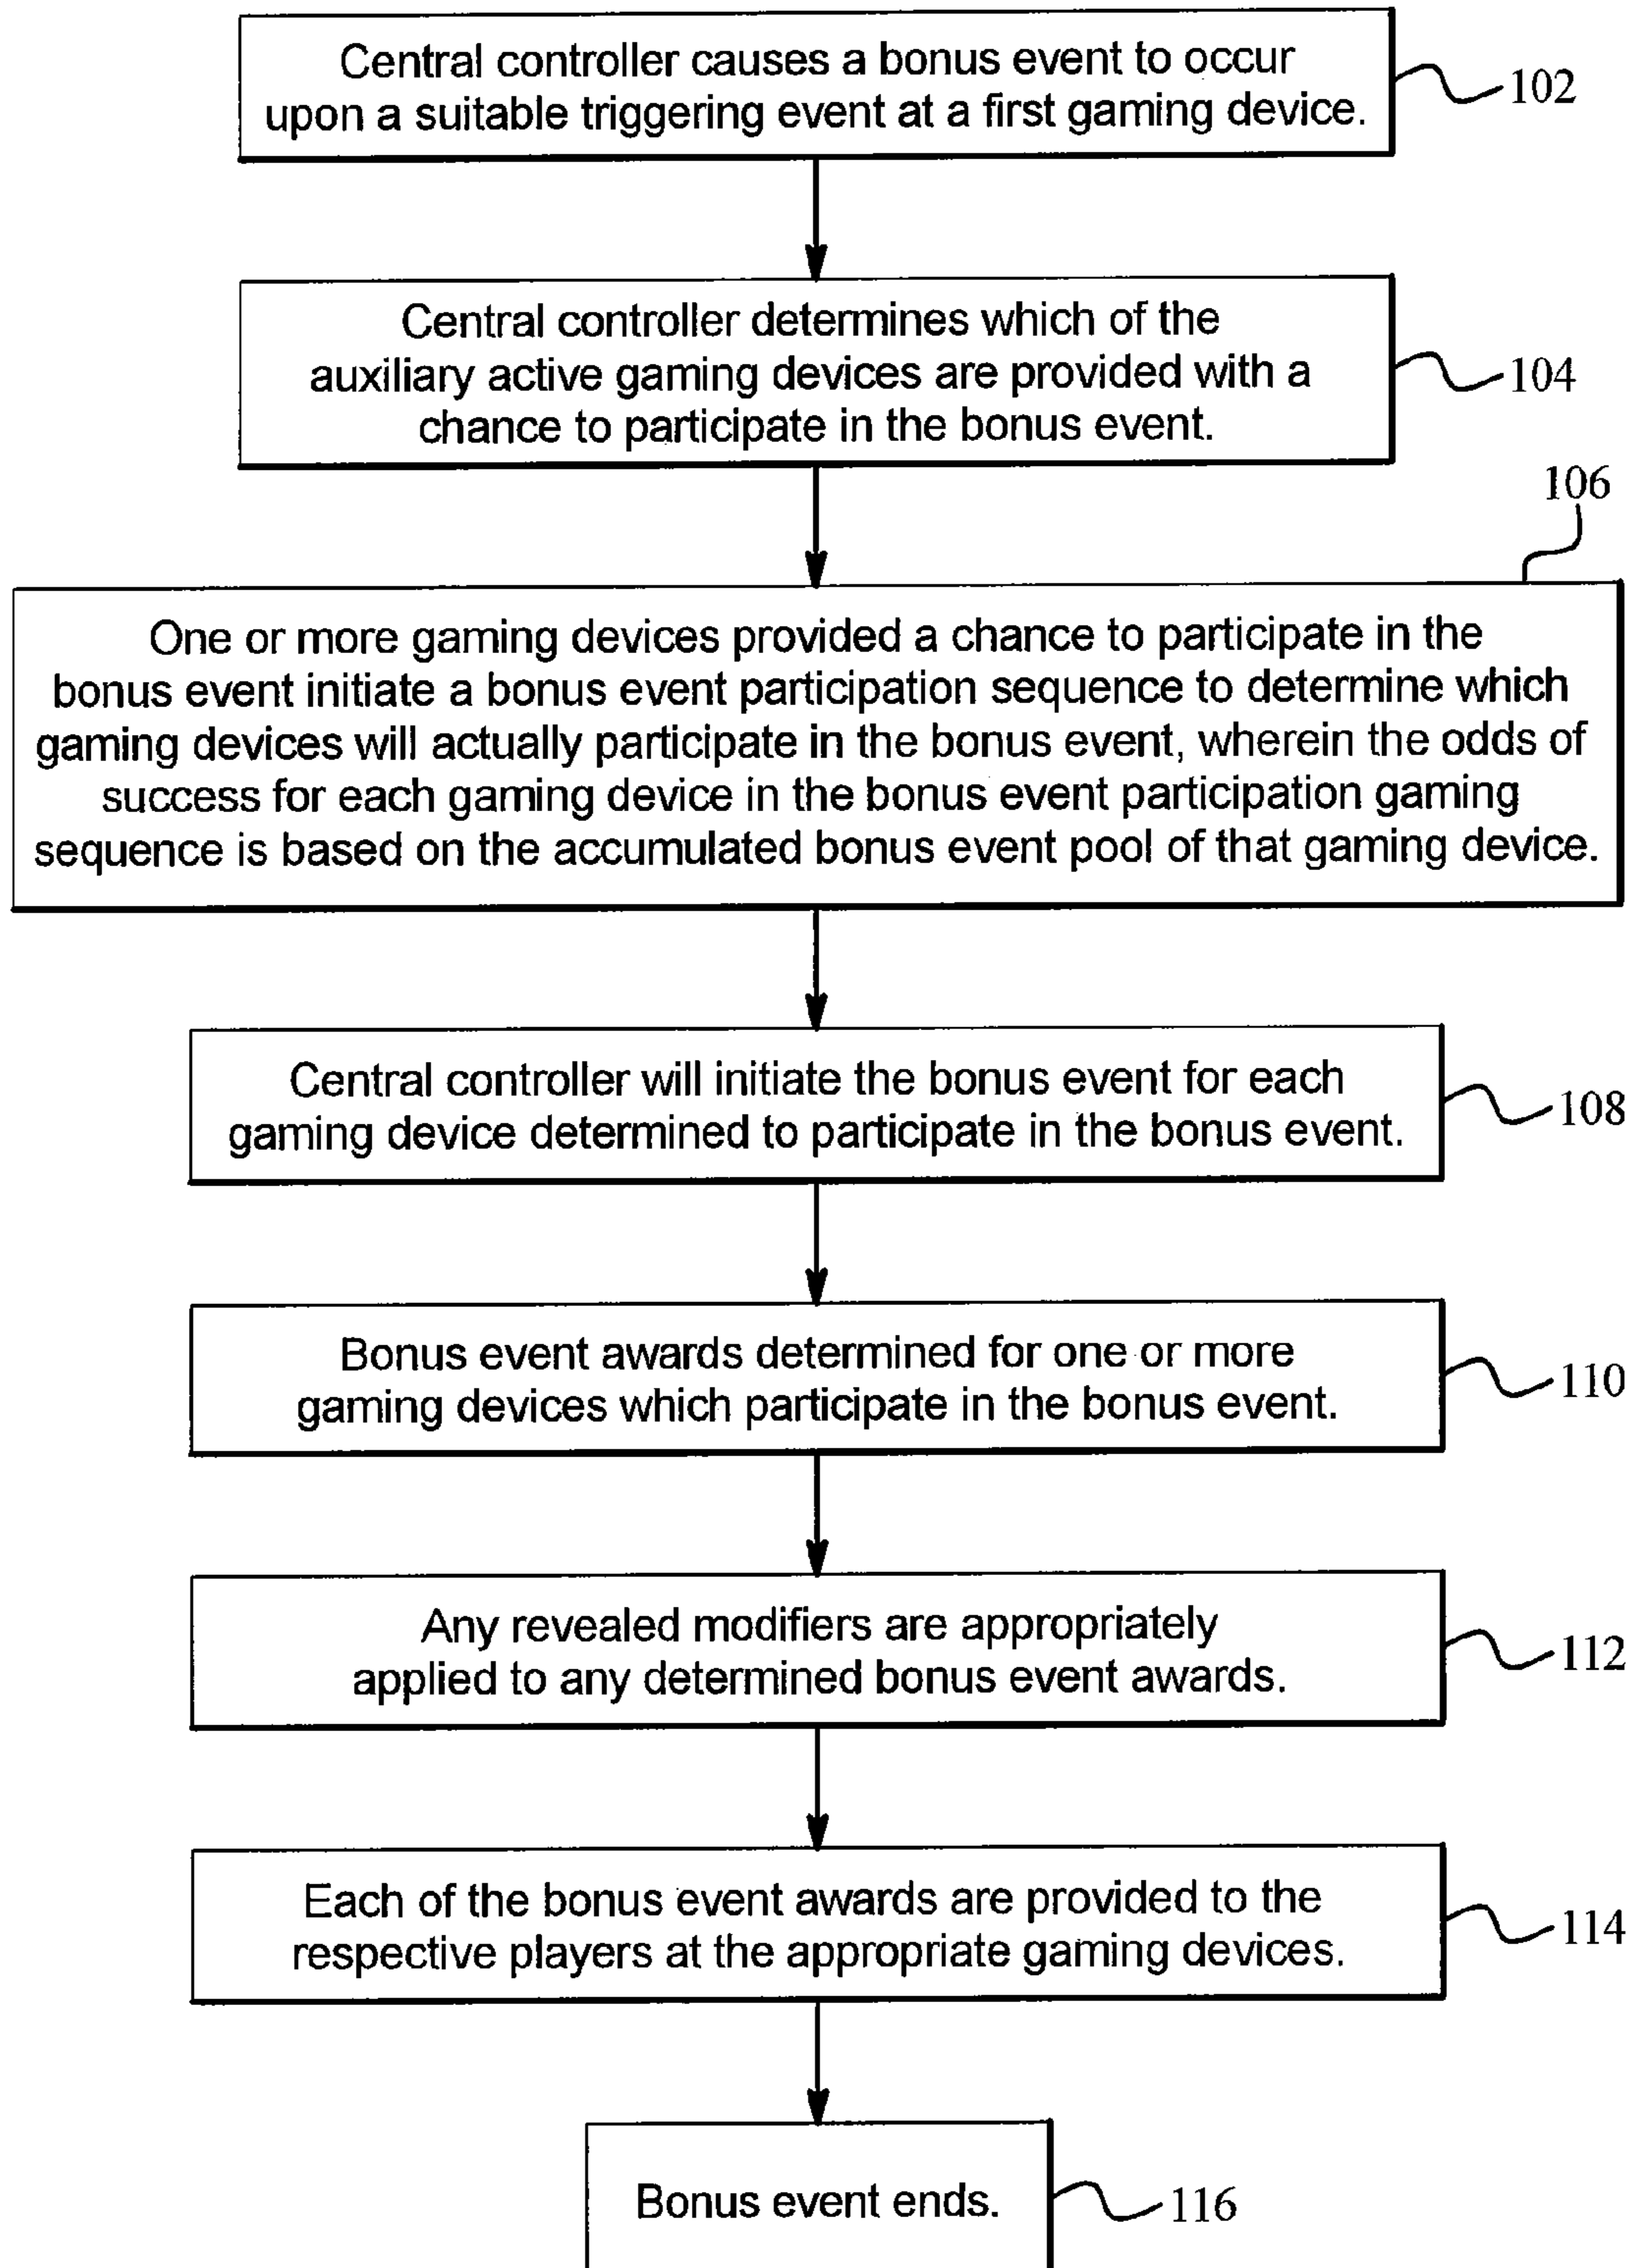 Central controller causes a bonus event to occur
upon a suitable triggering event at a first gaming device.
102
Central controller determines which of the
auxiliary active gaming devices are provided with a
chance to participate in the bonus event.
104
106
One or more gaming devices provided a chance to participate in the
bonus event initiate a bonus event participation sequence to determine which
gaming devices will actually participate in the bonus event, wherein the odds of
success for each gaming device in the bonus event participation gaming
sequence is based on the accumulated bonus event pool of that gaming device.
Central controller will initiate the bonus event for each
gaming device determined to participate in the bonus event.
108
Bonus event awards determined for one or more
gaming devices which participate in the bonus event.
110
Any revealed modifiers are appropriately
applied to any determined bonus event awards.
112
Each of the bonus event awards are provided to the
respective players at the appropriate gaming devices.
114
Bonus event ends.
116